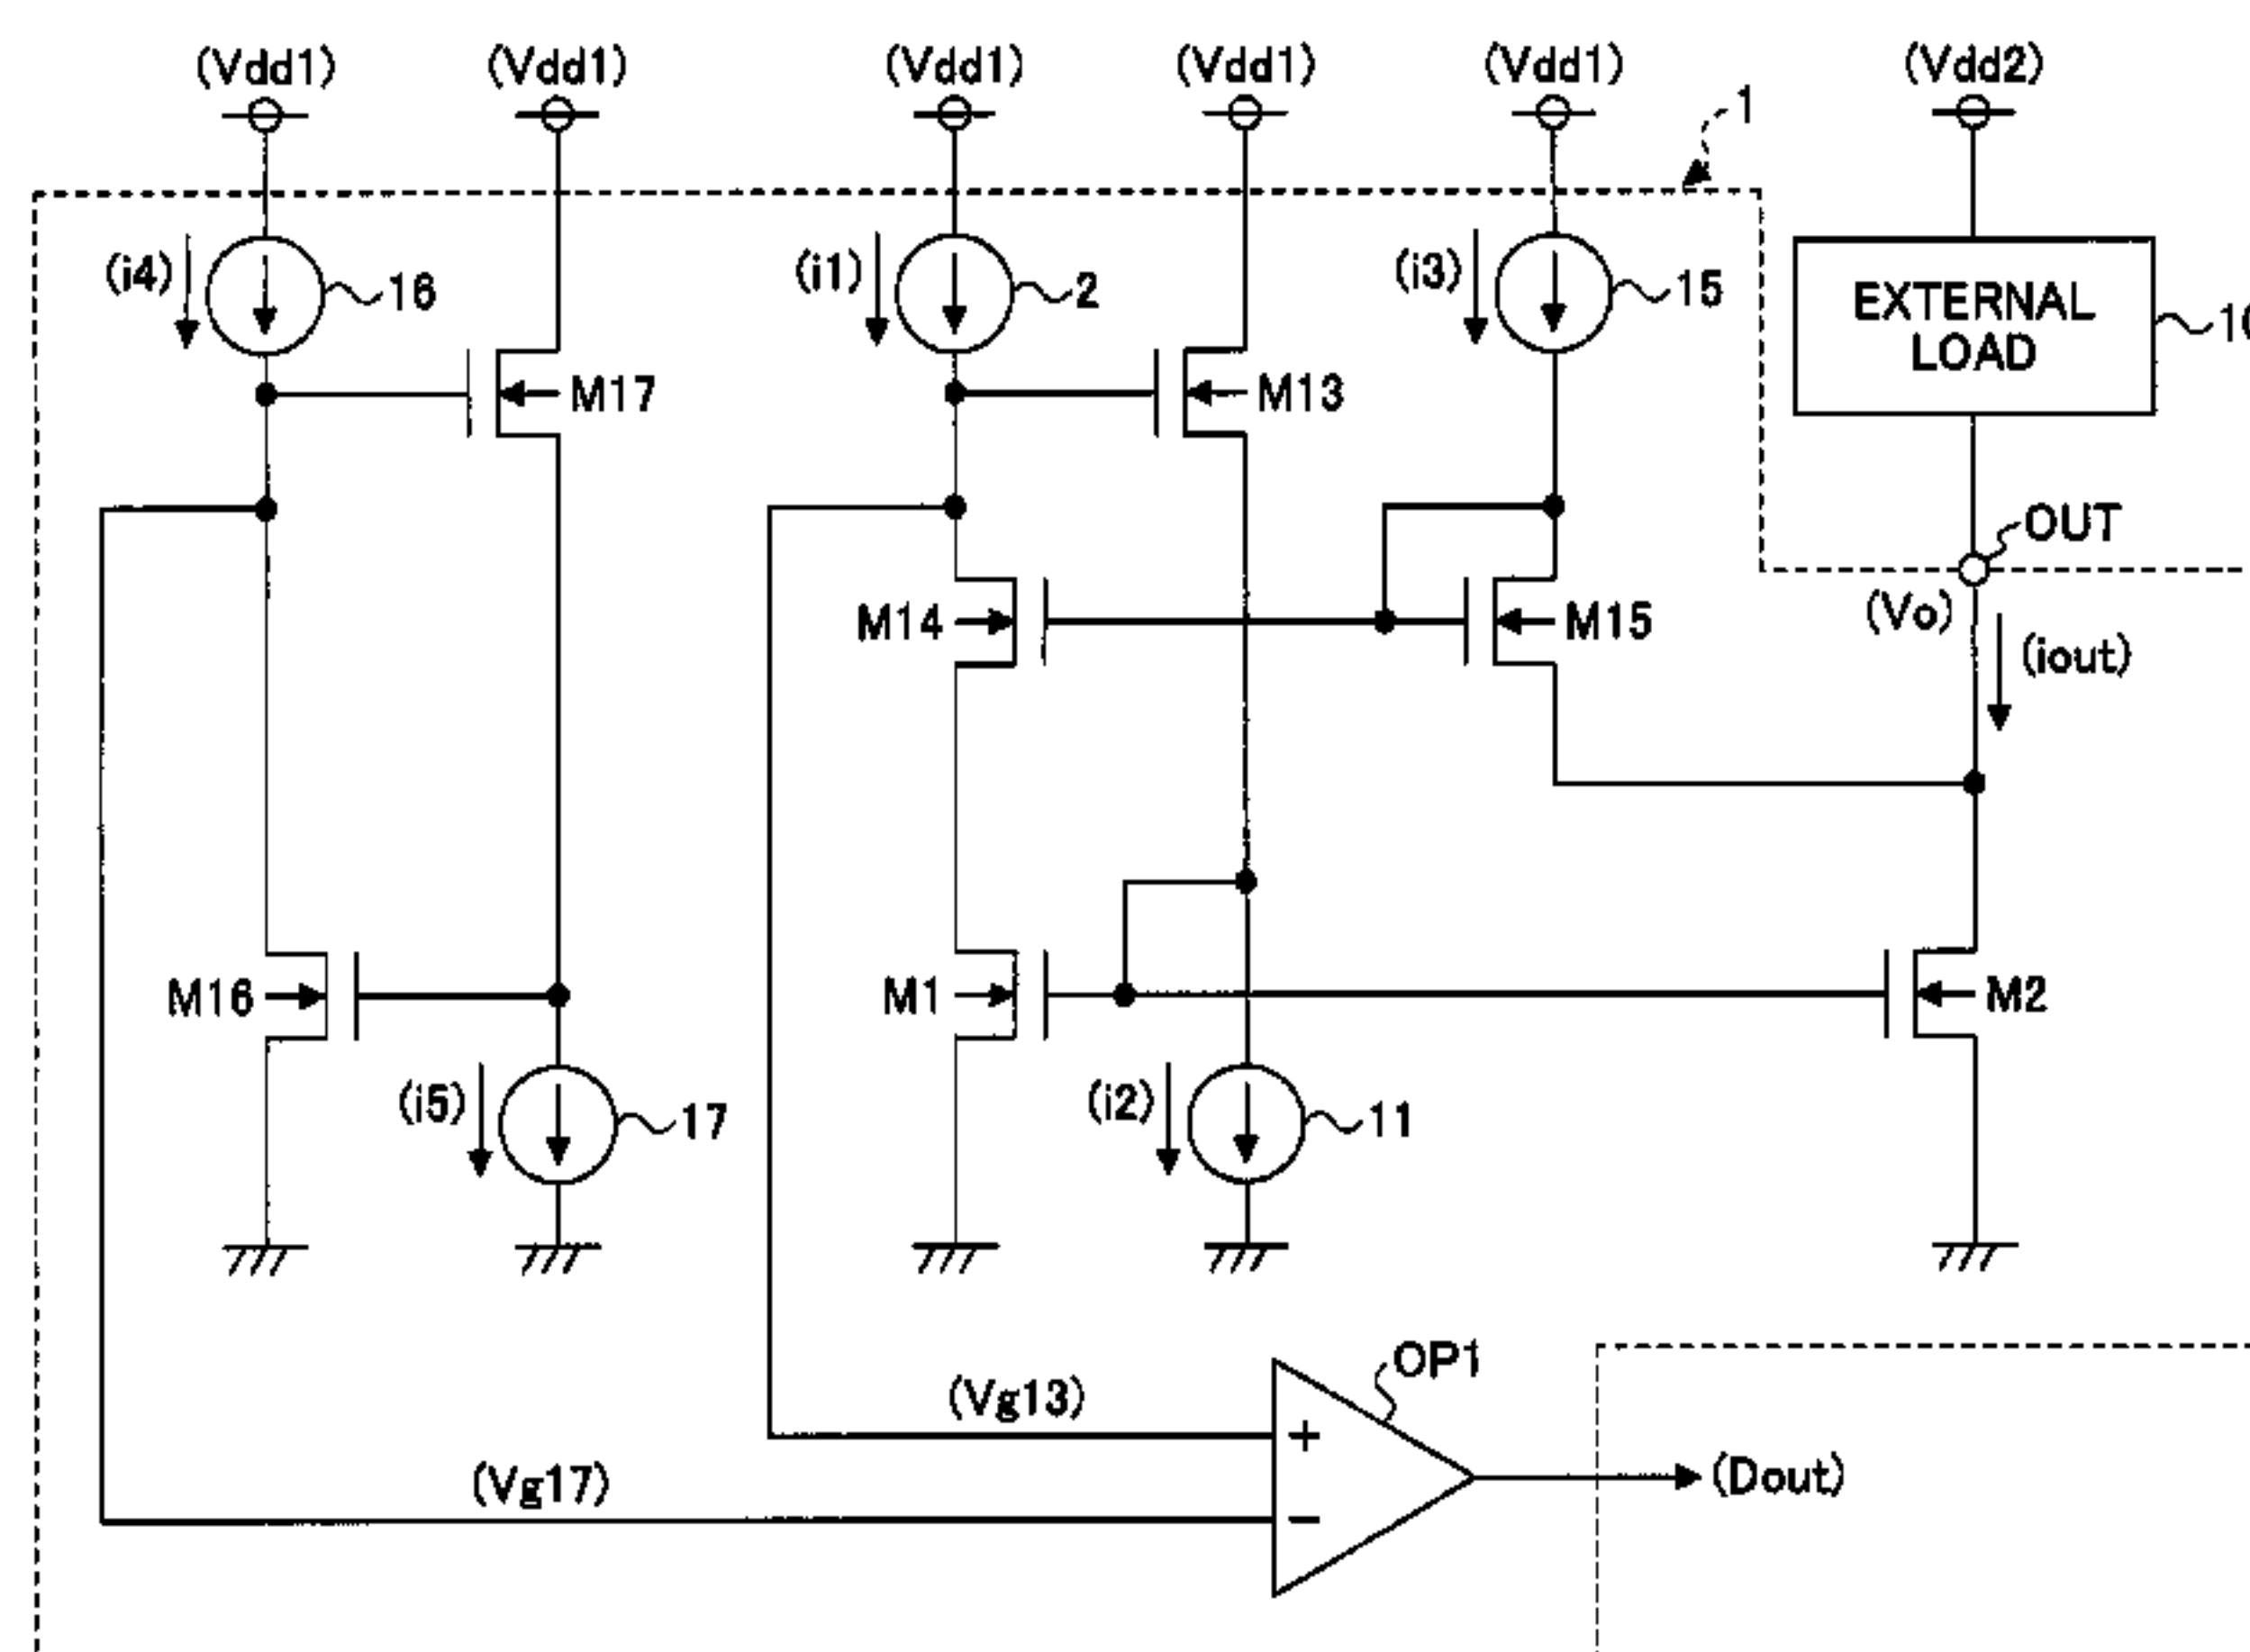 (Vdd1) (Vdd1) (Vdd1) (Vdd1) (Vdd1) (Vdd2)
1
(i4) 16 (i1) 2 (i3) 15
EXTERNAL
LOAD
M17 M13
OUT
M14 M15 (Vo)
(iout)
M16 M1 M2
(i5) 17 (i2) 11
OP1
(Vg13)
+
(Vg17) (Dout)
−